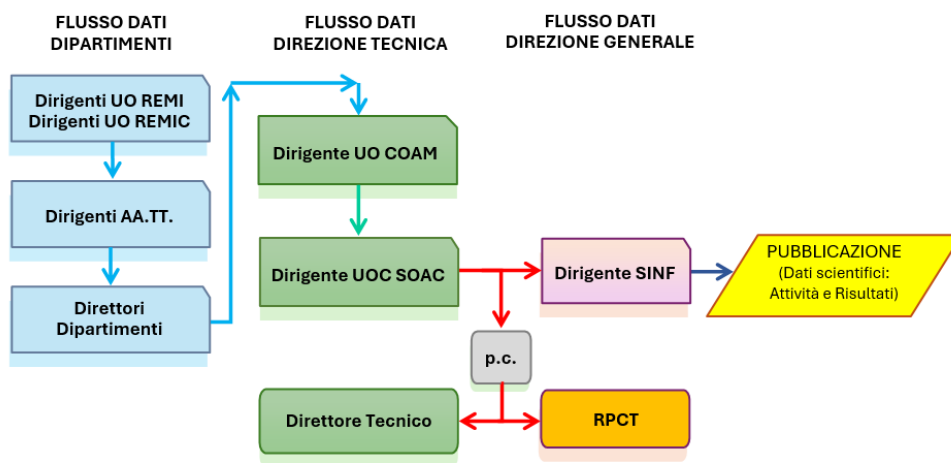 FLUSSO DATI
DIPARTIMENTI
FLUSSO DATI
DIREZIONE TECNICA
FLUSSO DATI
DIREZIONE GENERALE
Dirigenti UO REMI
Dirigenti UO REMIC
Dirigente UO COAM
Dirigenti AA.TT.
Dirigente UOC SOAC
Dirigente SINF
PUBBLICAZIONE
(Dati scientifici:
Attività e Risultati)
Direttori
Dipartimenti
p.c.
Direttore Tecnico
RPCT